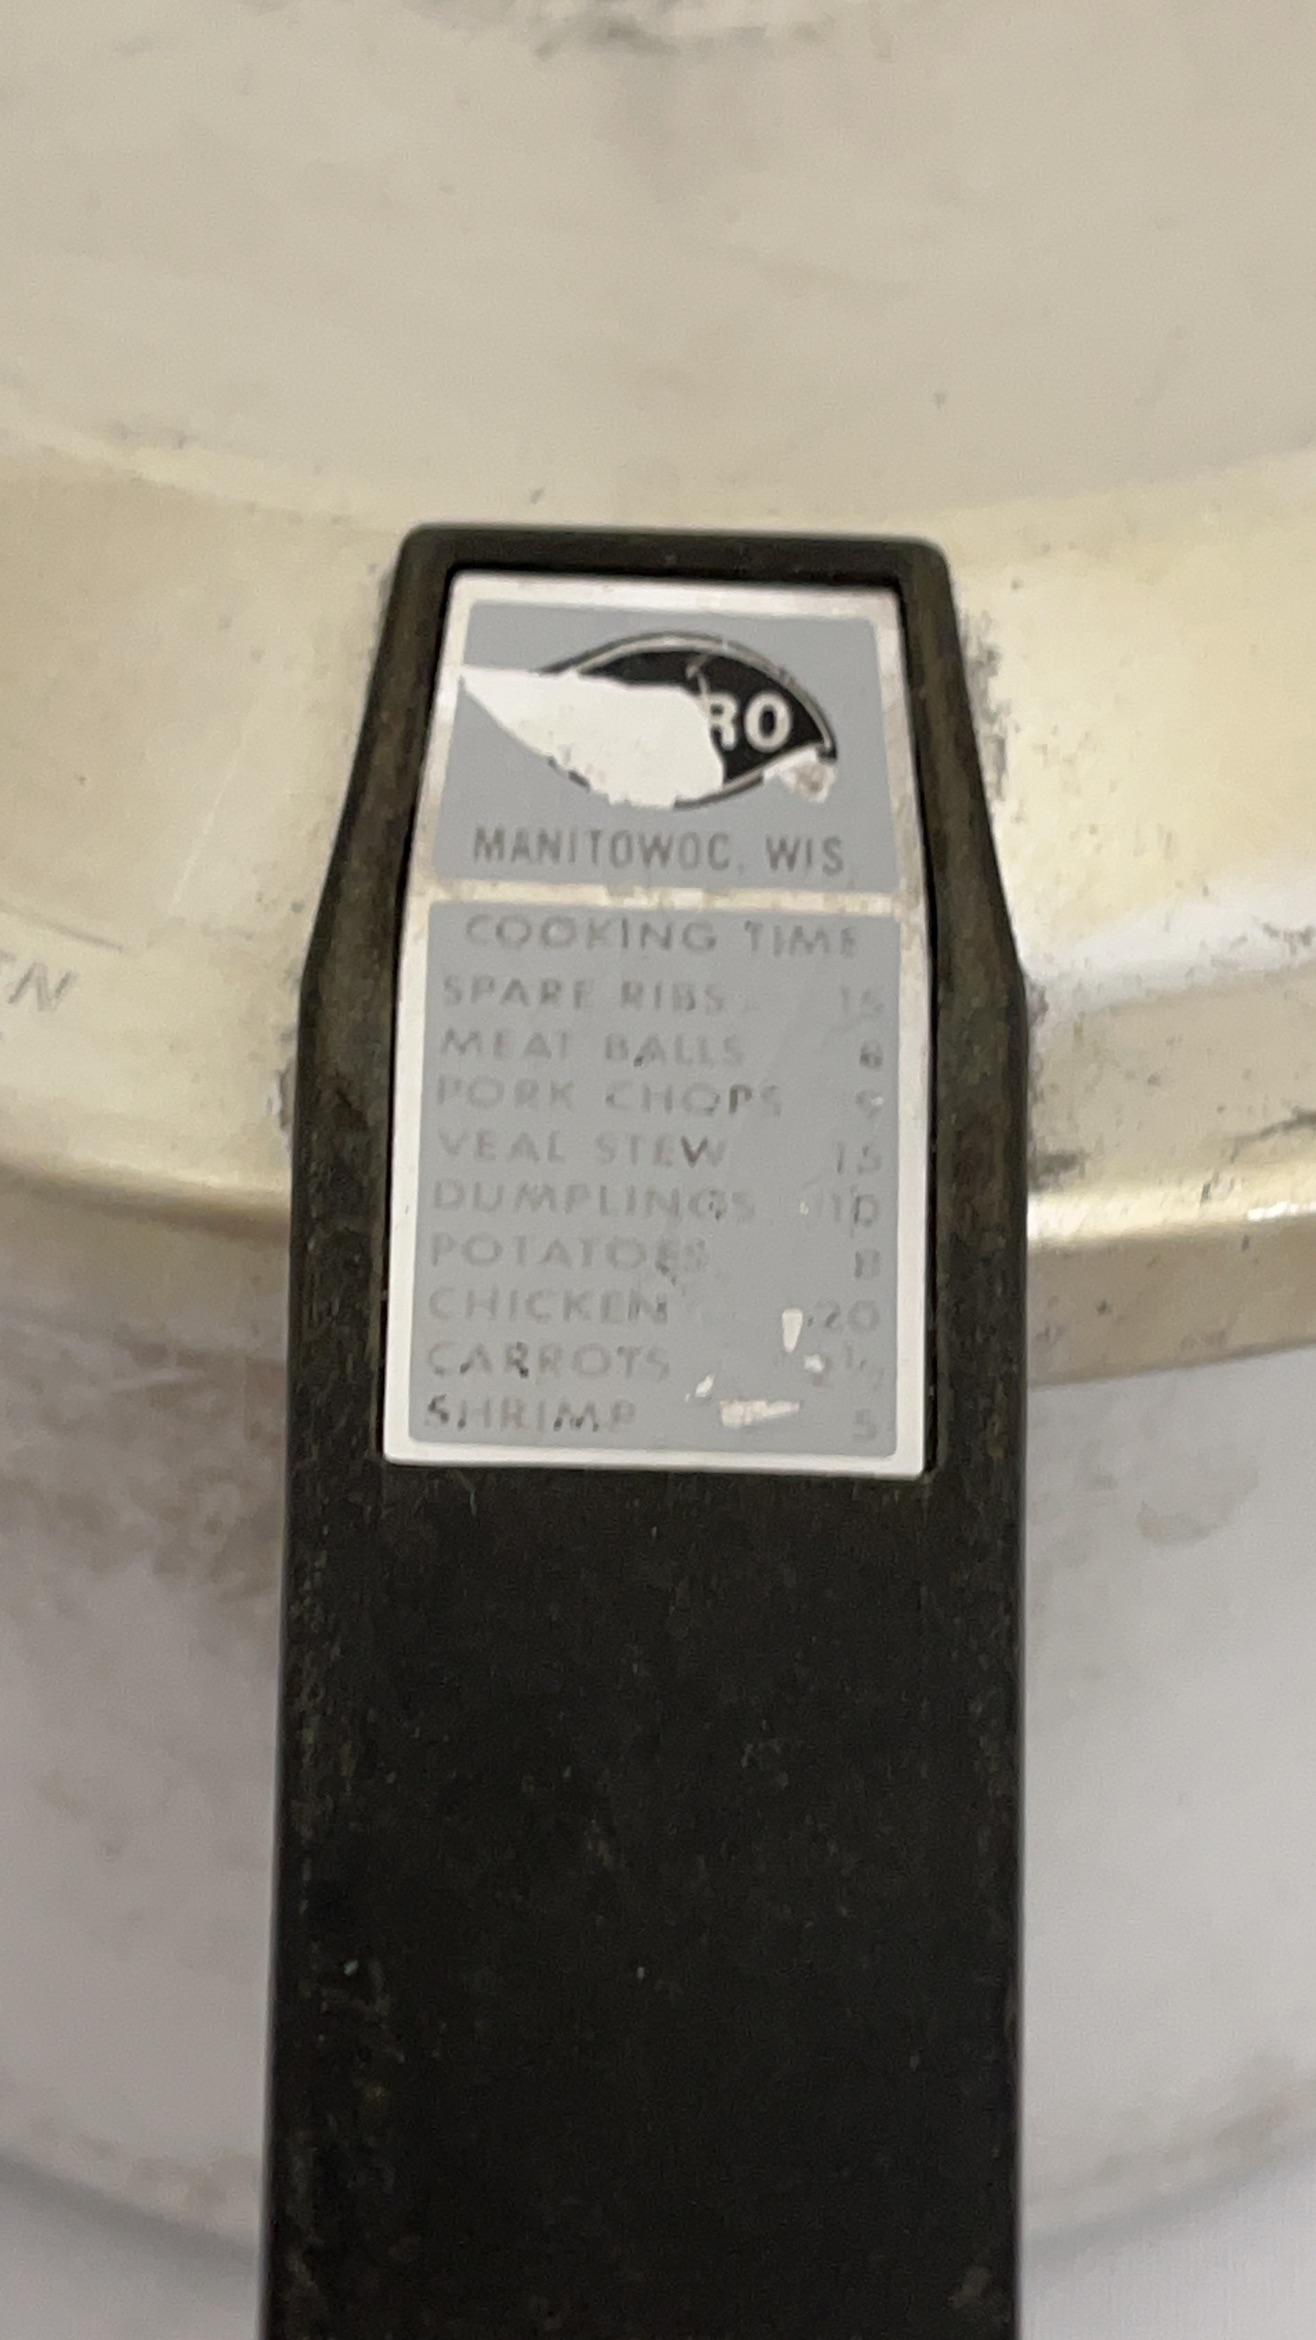 RO
MANITOWOC, WIS
COOKING TIME
SPARE RIBS 15
MEAT BALLS 6
PORK CHOPS 9
VEAL STEW 15
DUMPLINGS 10
POTATOES 8
CHICKEN 20
CARROTS 2½
SHRIMP 5